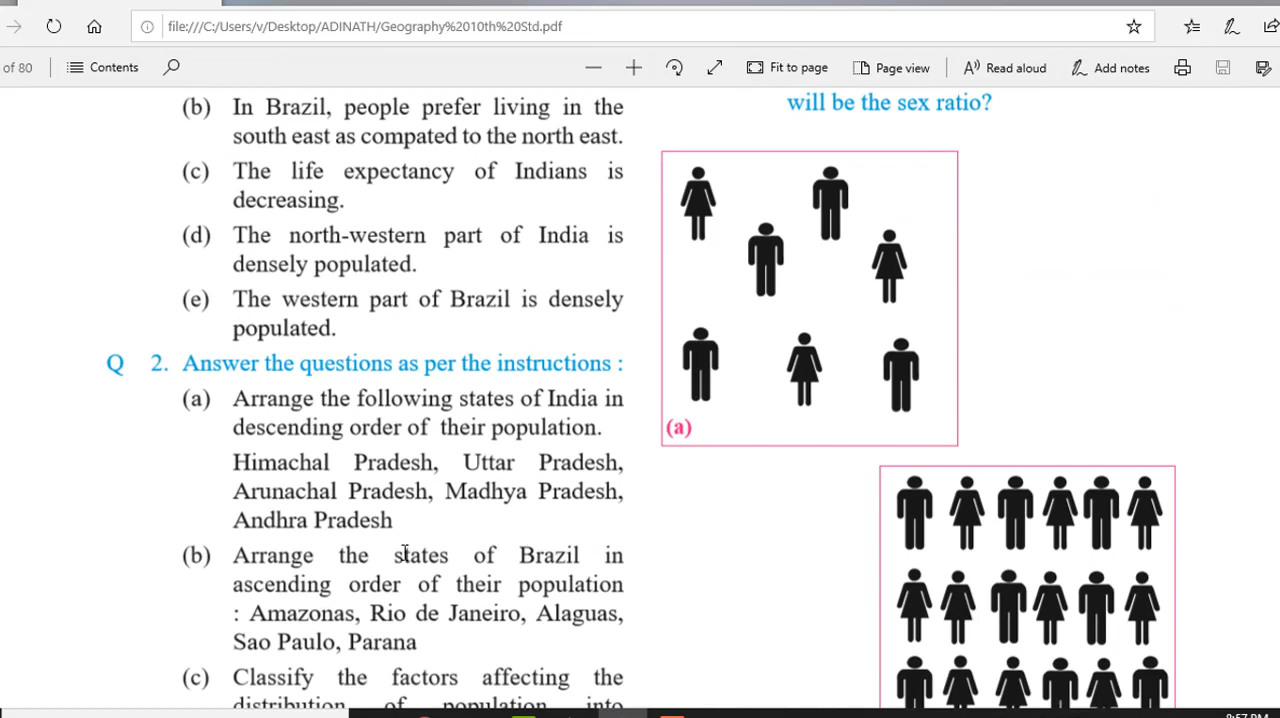 file:///C:/Users/v/Desktop/ADINATH/Geography%2010th%20Std.pdf
of 80
Contents
Fit to page
Page view
Read aloud
Add notes
(b) In Brazil, people prefer living in the
south east as compated to the north east.
(c) The life expectancy of Indians is
decreasing.
(d) The north-western part of India is
densely populated.
(e) The western part of Brazil is densely
populated.
Q 2. Answer the questions as per the instructions :
(a) Arrange the following states of India in
descending order of their population.
Himachal Pradesh, Uttar Pradesh,
Arunachal Pradesh, Madhya Pradesh,
Andhra Pradesh
(b) Arrange the states of Brazil in
ascending order of their population
: Amazonas, Rio de Janeiro, Alaguas,
Sao Paulo, Parana
(c) Classify the factors affecting the
distribution of population into
will be the sex ratio?
(a)